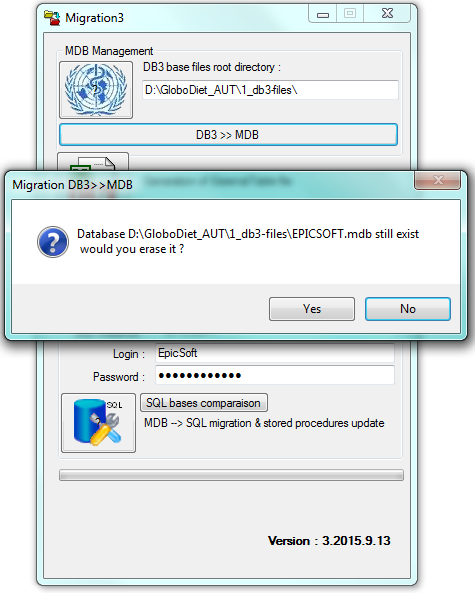 Migration3
MDB Management
DB3 base files root directory :
D:\GloboDiet_AUT\1_db3-files\
DB3 >> MDB
Migration DB3>>MDB
Database D:\GloboDiet_AUT\1_db3-files\EPICSOFT.mdb still exist
would you erase it ?
Yes
No
Login :
EpicSoft
Password :
●●●●●●●●●●●●
SQL
SQL bases comparaison
MDB --> SQL migration & stored procedures update
Version : 3.2015.9.13